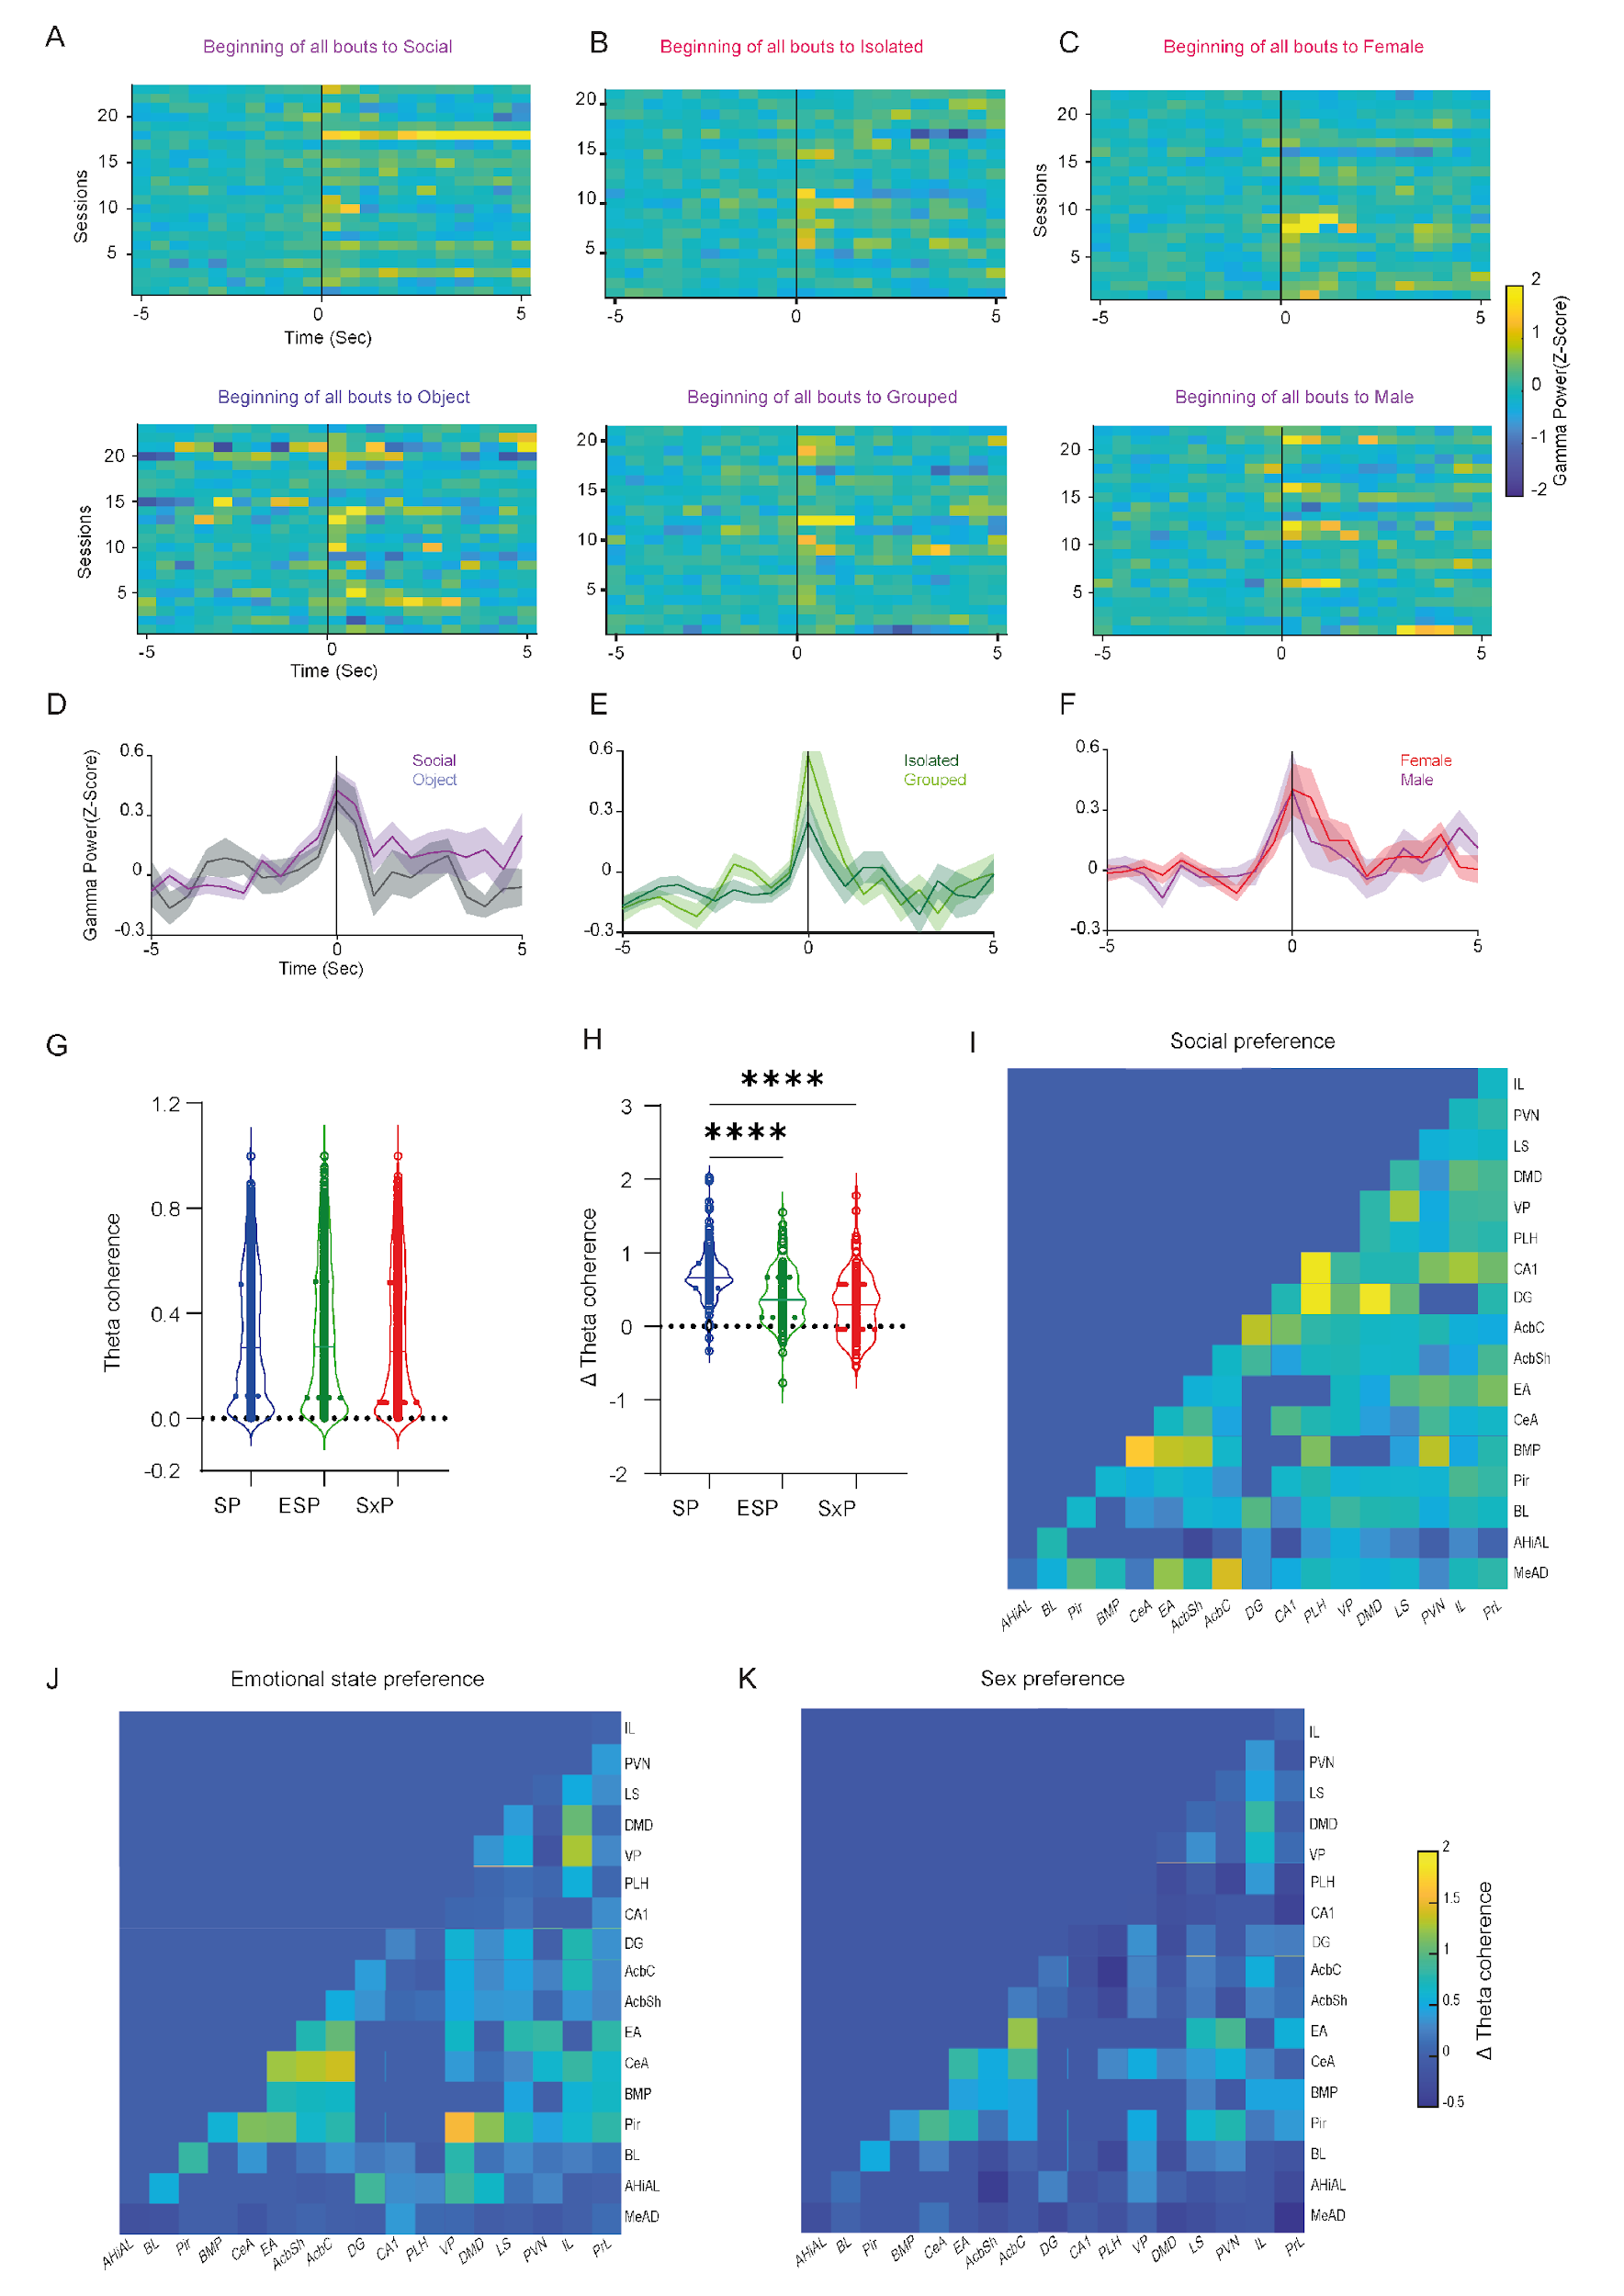 A
Beginning of all bouts to Social
B
Beginning of all bouts to Isolated
C
Beginning of all bouts to Female
Sessions
20
15
10
5
-5
0
5
Time (Sec)
20
15
10
5
-5
0
5
Sessions
20
15
10
5
-5
0
5
2
1
0
-1
-2
Gamma Power(Z-Score)
Beginning of all bouts to Object
Beginning of all bouts to Grouped
Beginning of all bouts to Male
Sessions
20
15
10
5
-5
0
5
Time (Sec)
20
15
10
5
-5
0
5
20
15
10
5
-5
0
5
D
Gamma Power(Z-Score)
0.6
0.3
0
-0.3
-5
0
5
Time (Sec)
Social
Object
E
0.6
0.3
0
-0.3
-5
0
5
Isolated
Grouped
F
0.6
0.3
0
-0.3
-5
0
5
Female
Male
G
Theta coherence
1.2
0.8
0.4
0.0
-0.2
SP
ESP
SxP
H
Δ Theta coherence
3
2
1
0
-1
-2
****
****
SP
ESP
SxP
I
Social preference
IL
PVN
LS
DMD
VP
PLH
CA1
DG
AcbC
AcbSh
EA
CeA
BMP
Pir
BL
AHiAL
MeAD
AHiAL
BL
Pir
BMP
CeA
EA
AcbSh
AcbC
DG
CA1
PLH
VP
DMD
LS
PVN
IL
PrL
J
Emotional state preference
IL
PVN
LS
DMD
VP
PLH
CA1
DG
AcbC
AcbSh
EA
CeA
BMP
Pir
BL
AHiAL
MeAD
AHiAL
BL
Pir
BMP
CeA
EA
AcbSh
AcbC
DG
CA1
PLH
VP
DMD
LS
PVN
IL
PrL
K
Sex preference
IL
PVN
LS
DMD
VP
PLH
CA1
DG
AcbC
AcbSh
EA
CeA
BMP
Pir
BL
AHiAL
MeAD
AHiAL
BL
Pir
BMP
CeA
EA
AcbSh
AcbC
DG
CA1
PLH
VP
DMD
LS
PVN
IL
PrL
2
1.5
1
0.5
0
-0.5
Δ Theta coherence